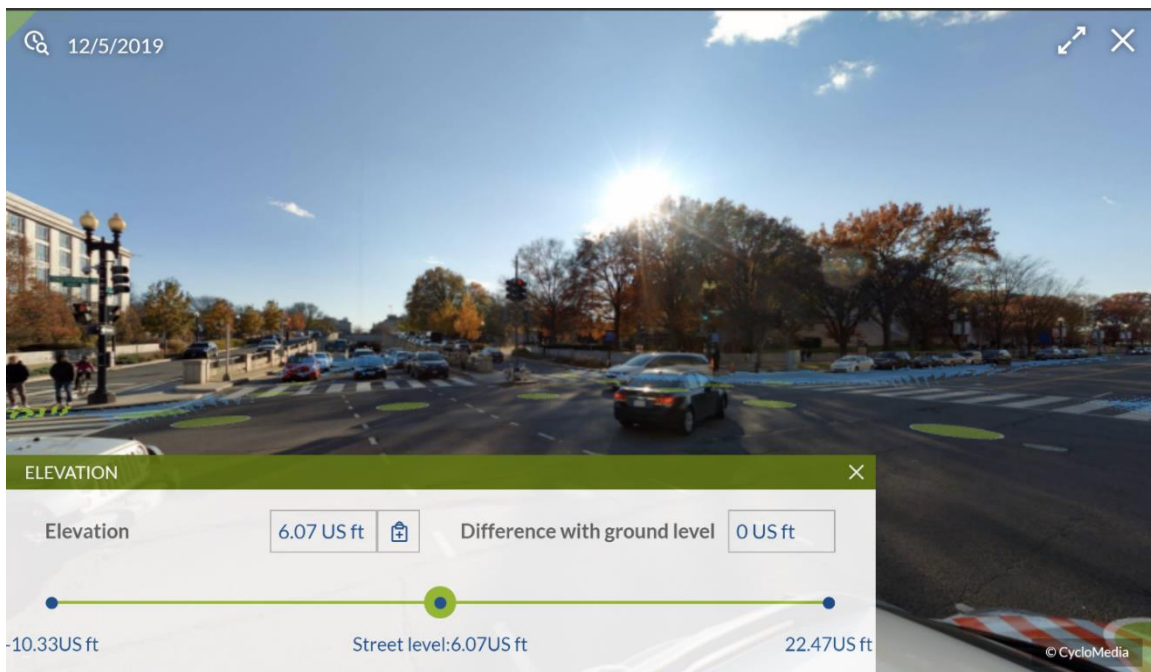 12/5/2019
ELEVATION
Elevation 6.07 US ft Difference with ground level 0 US ft
-10.33US ft Street level:6.07US ft 22.47US ft
© CycloMedia